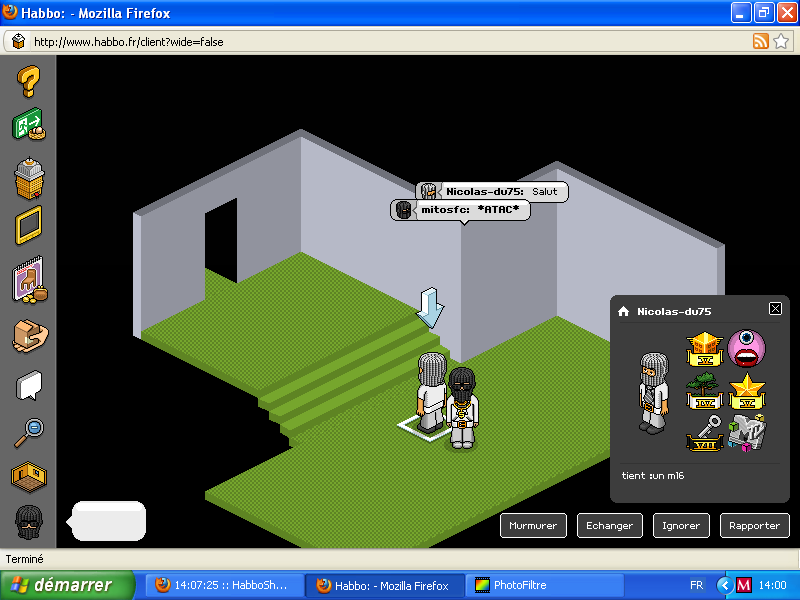 Habbo: - Mozilla Firefox
http://www.habbo.fr/client?wide=false
Nicolas-du75: Salut
mitosfc: *ATAC*
Nicolas-du75
tient :un m16
Murmurer
Echanger
Ignorer
Rapporter
Terminé
démarrer
14:07:25 :: HabboSh...
Habbo: - Mozilla Firefox
PhotoFiltre
FR
14:00